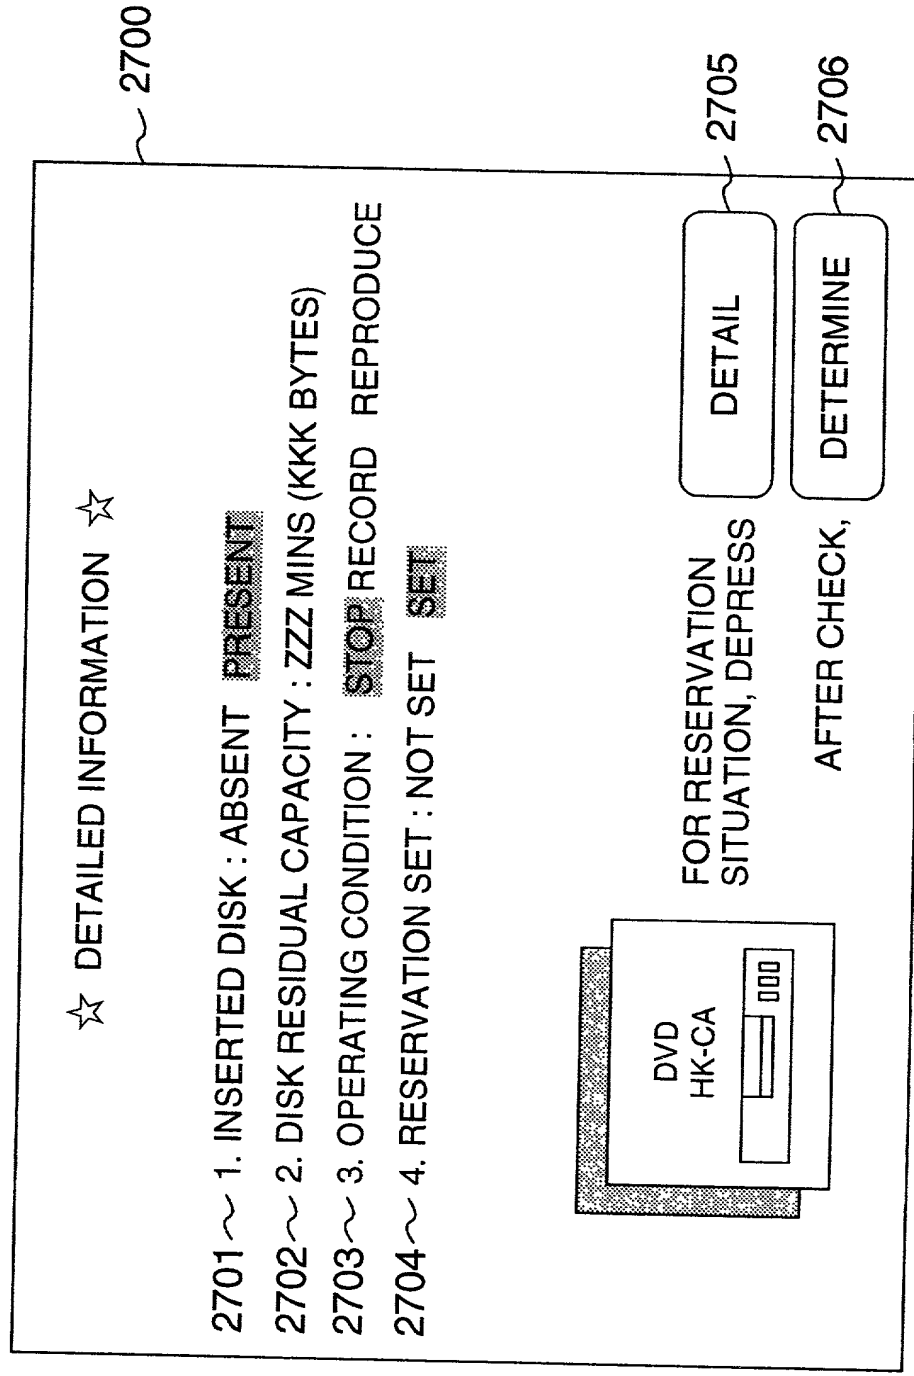 2700
☆ DETAILED INFORMATION ☆
2701 1. INSERTED DISK : ABSENT PRESENT
2702 2. DISK RESIDUAL CAPACITY : ZZZ MINS (KKK BYTES)
2703 3. OPERATING CONDITION : STOP RECORD REPRODUCE
2704 4. RESERVATION SET : NOT SET SET
DVD
HK-CA
FOR RESERVATION
SITUATION, DEPRESS
DETAIL
2705
AFTER CHECK,
DETERMINE
2706